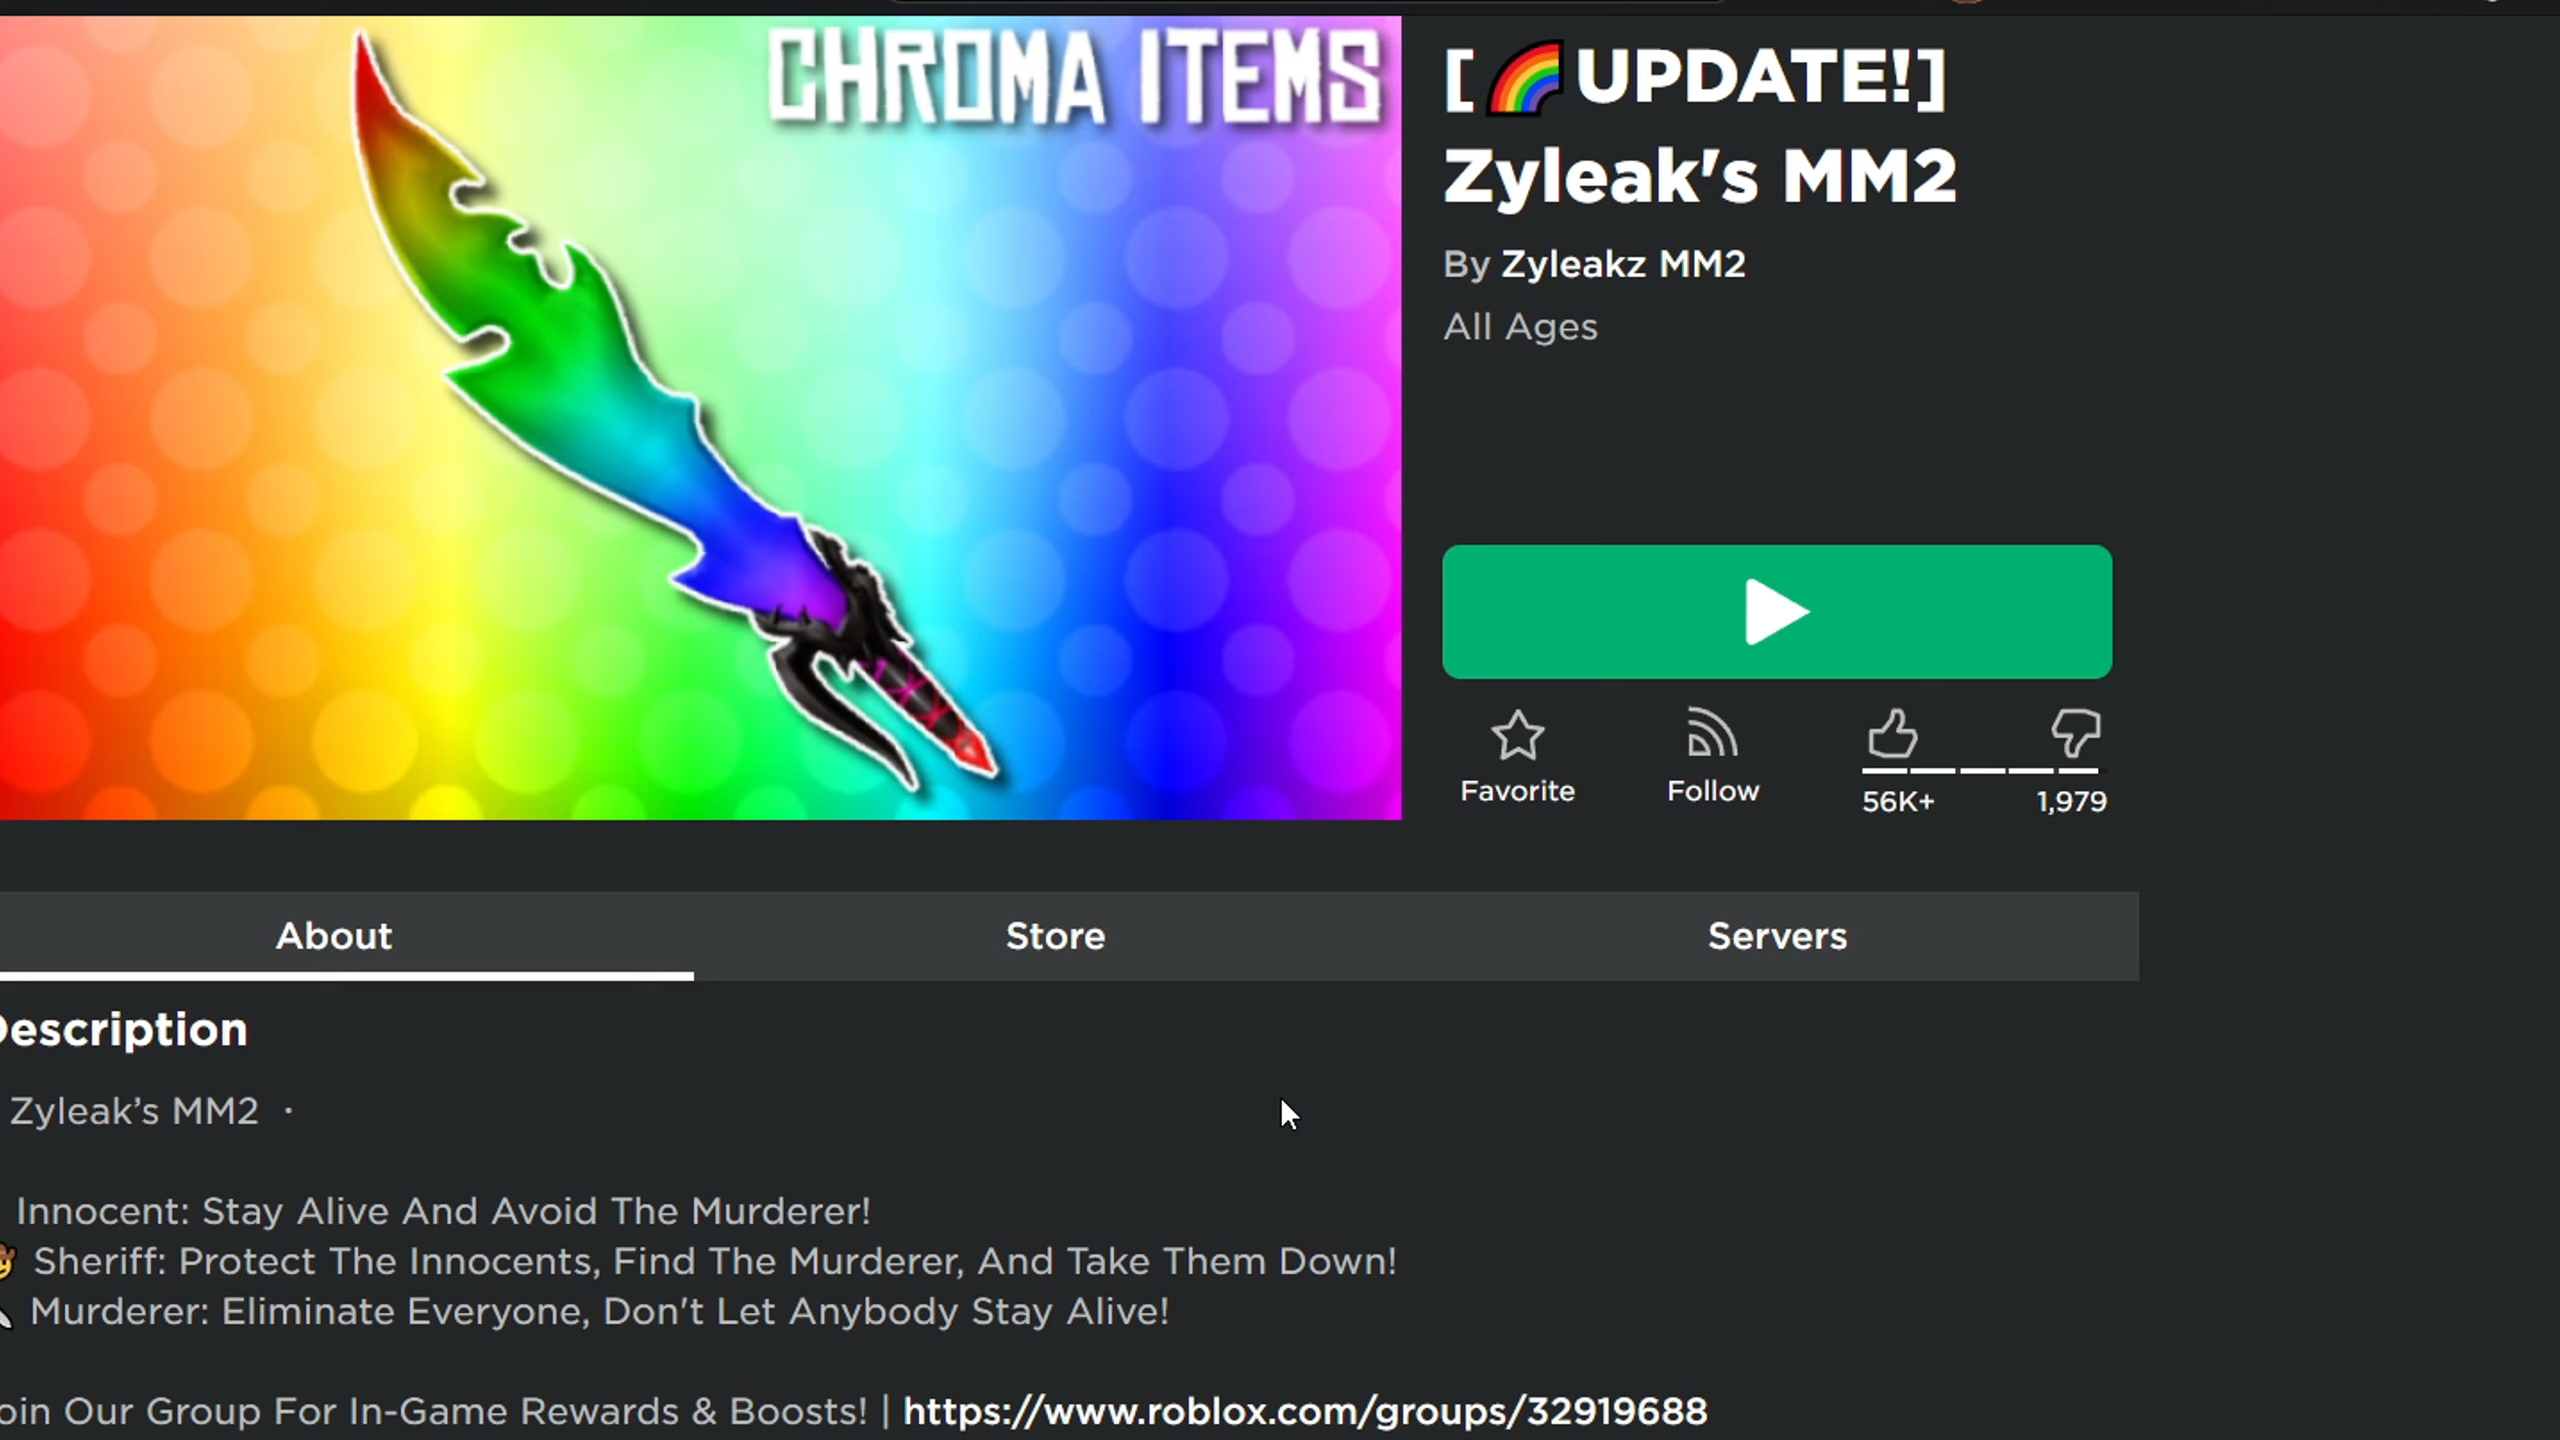 CHROMA ITEMS
[🌈UPDATE!]
Zyleak's MM2
By Zyleakz MM2
All Ages
Favorite
Follow
56K+
1,979
About
Store
Servers
Description
Zyleak’s MM2 ·
Innocent: Stay Alive And Avoid The Murderer!
Sheriff: Protect The Innocents, Find The Murderer, And Take Them Down!
Murderer: Eliminate Everyone, Don't Let Anybody Stay Alive!
oin Our Group For In-Game Rewards & Boosts! | https://www.roblox.com/groups/32919688